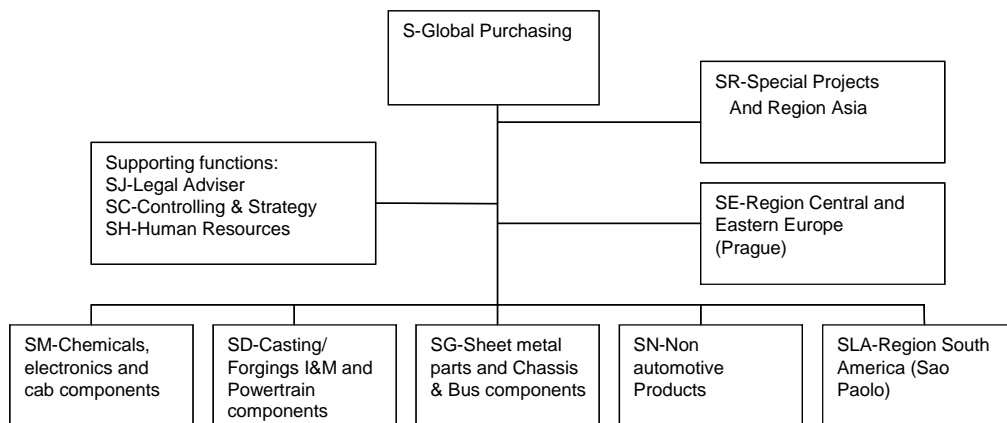 S-Global Purchasing
SR-Special Projects
And Region Asia
Supporting functions:
SJ-Legal Adviser
SC-Controlling & Strategy
SH-Human Resources
SE-Region Central and
Eastern Europe
(Prague)
SM-Chemicals,
electronics and
cab components
SD-Casting/
Forgings I&M and
Powertrain
components
SG-Sheet metal
parts and Chassis
& Bus components
SN-Non
automotive
Products
SLA-Region South
America (Sao
Paolo)